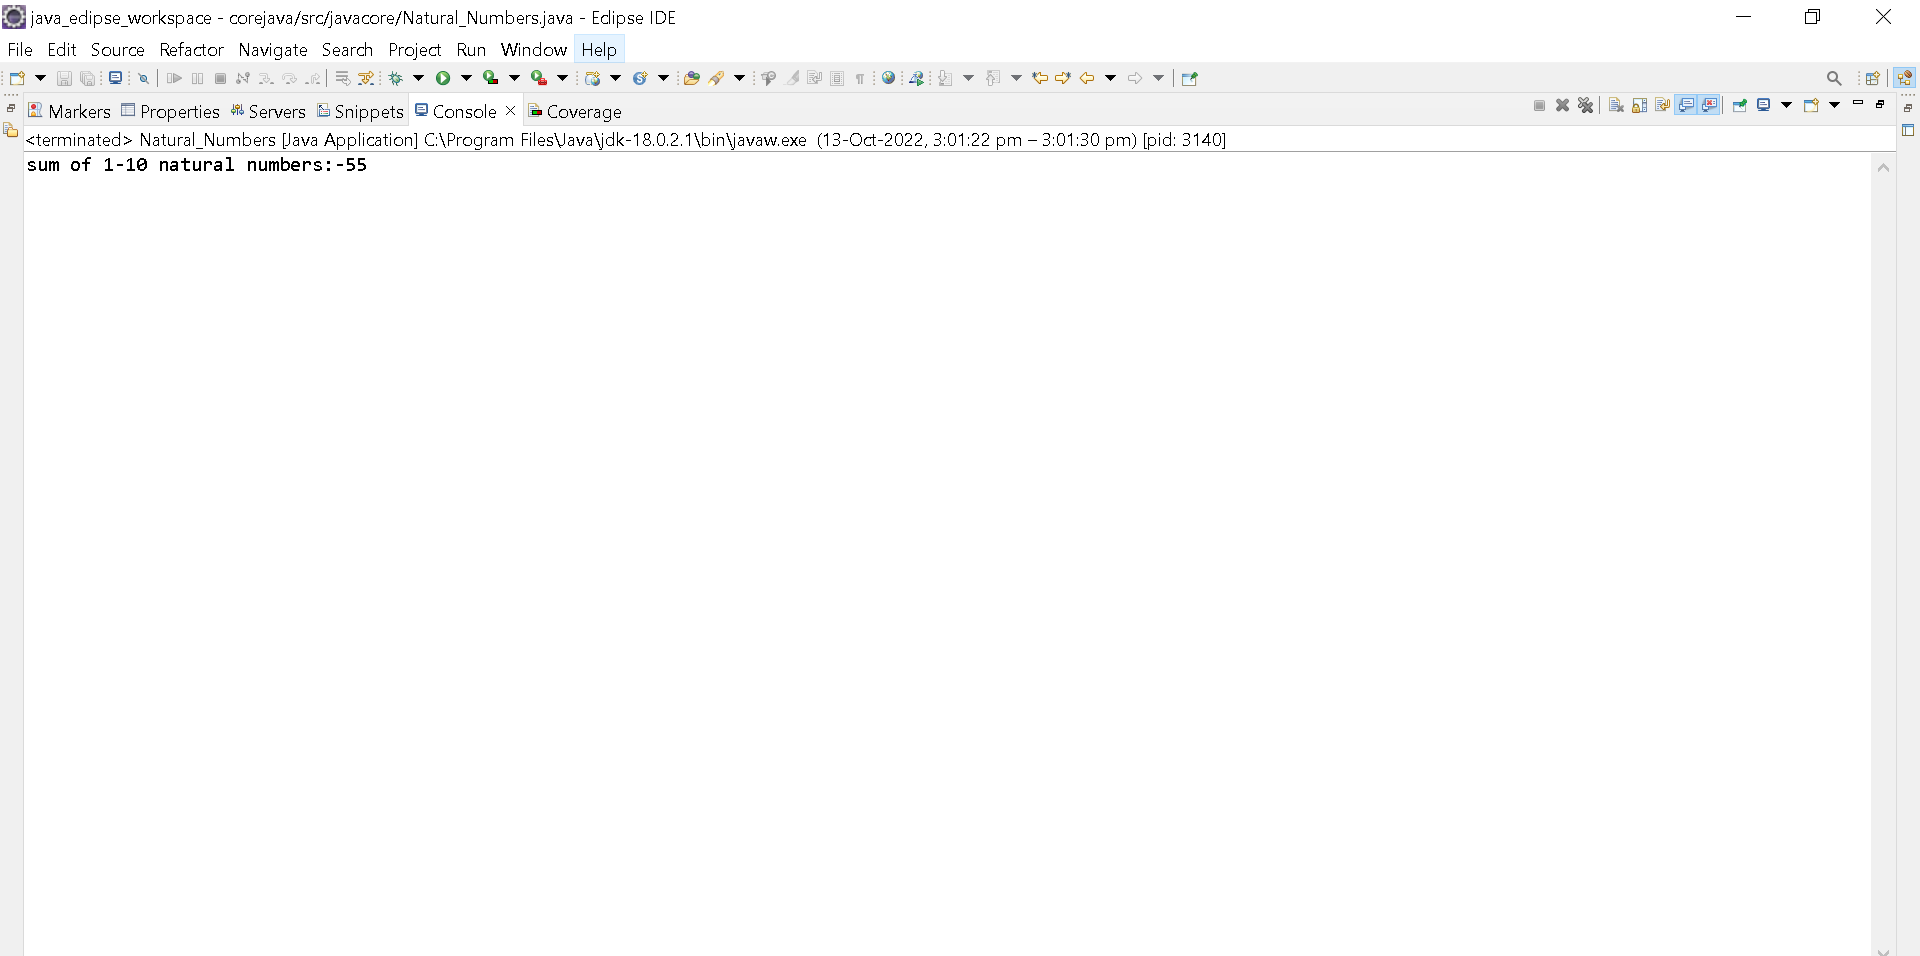 java_eclipse_workspace - corejava/src/javacore/Natural_Numbers.java - Eclipse IDE
File Edit Source Refactor Navigate Search Project Run Window Help
Markers Properties Servers Snippets Console Coverage
<terminated> Natural_Numbers [Java Application] C:\Program Files\Java\jdk-18.0.2.1\bin\javaw.exe (13-Oct-2022, 3:01:22 pm – 3:01:30 pm) [pid: 3140]
sum of 1-10 natural numbers:-55